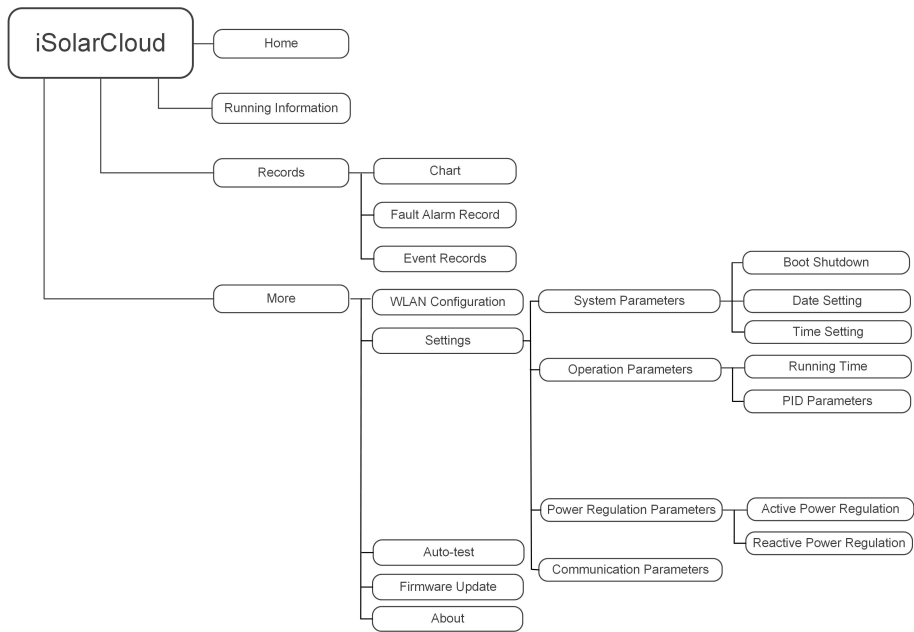 iSolarCloud
Home
Running Information
Records
Chart
Fault Alarm Record
Event Records
More
WLAN Configuration
Settings
System Parameters
Boot Shutdown
Date Setting
Time Setting
Operation Parameters
Running Time
PID Parameters
Power Regulation Parameters
Active Power Regulation
Reactive Power Regulation
Communication Parameters
Auto-test
Firmware Update
About